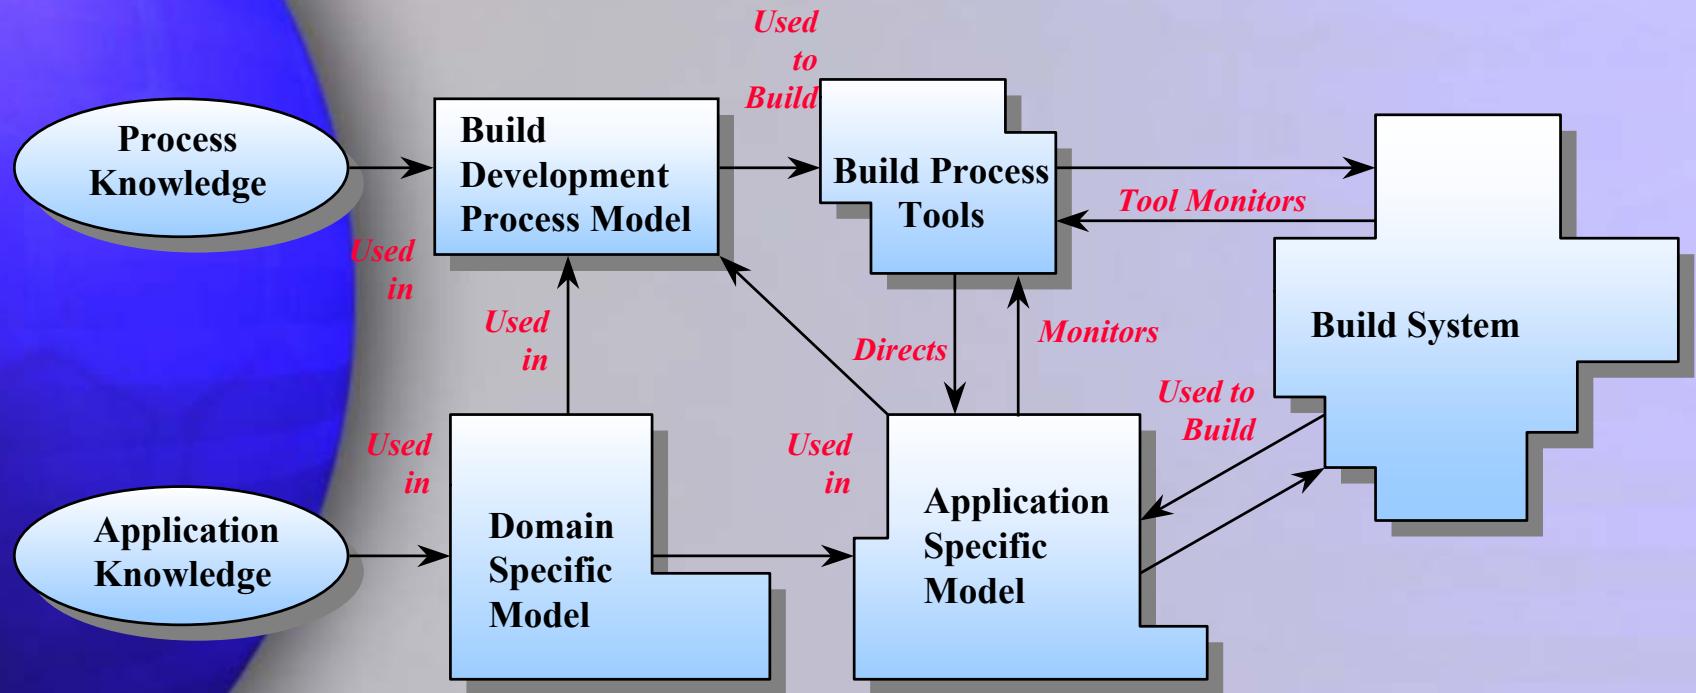 Used
to
Build
Process
Knowledge
Build
Development
Process Model
Build Process
Tools
Tool Monitors
Used
in
Used
in
Directs
Monitors
Build System
Used
in
Used
in
Used to
Build
Application
Knowledge
Domain
Specific
Model
Application
Specific
Model